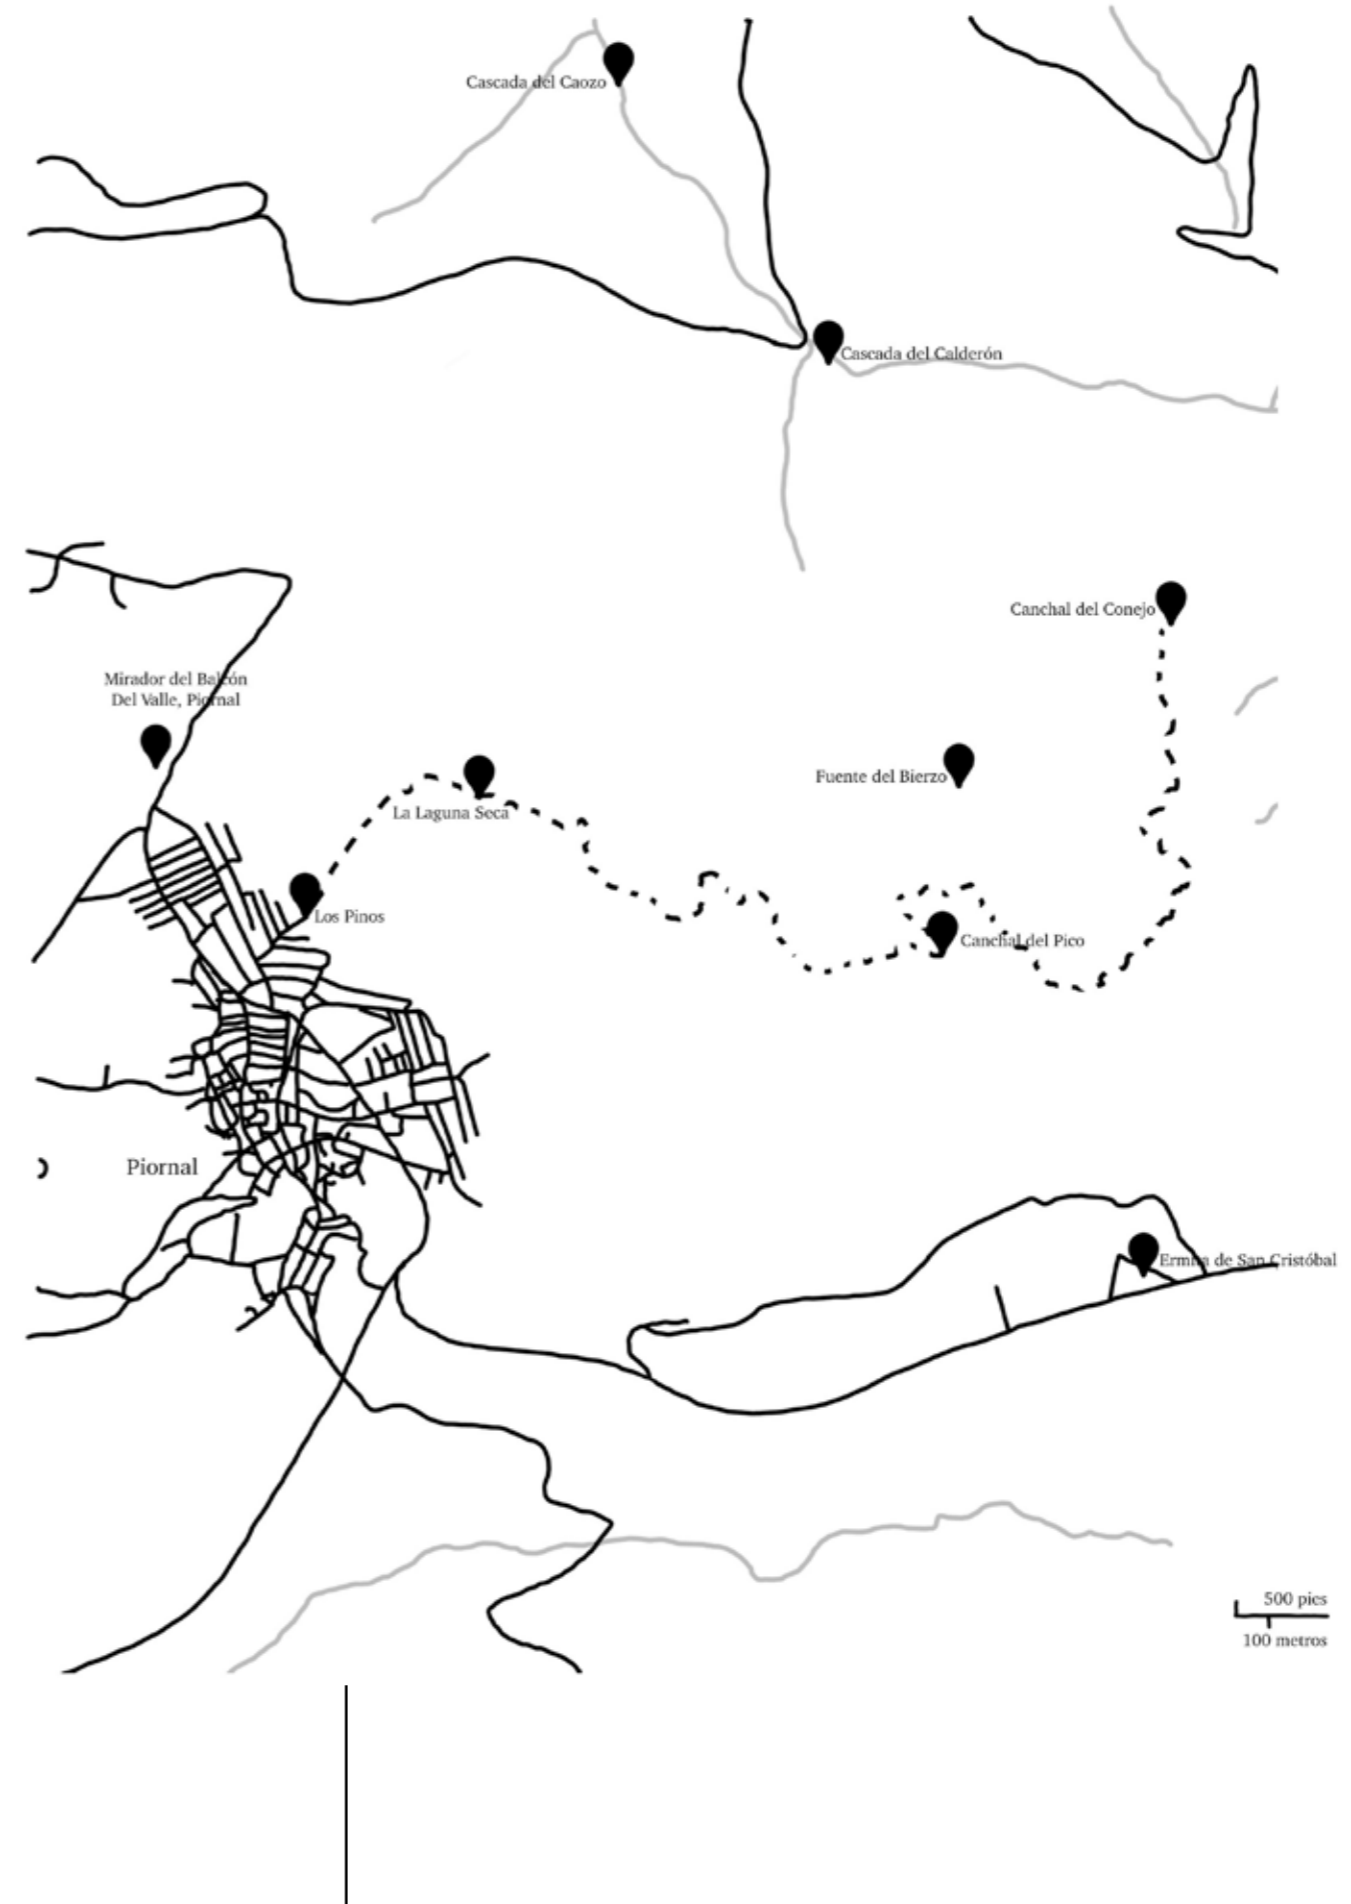 Cascada del Caozo
Cascada del Calderón
Canchal del Conejo
Mirador del Balcón
Del Valle, Piornal
Fuente del Bierzo
La Laguna Seca
Los Pinos
Canchal del Pico
Piornal
Ermita de San Cristóbal
500 pies
100 metros